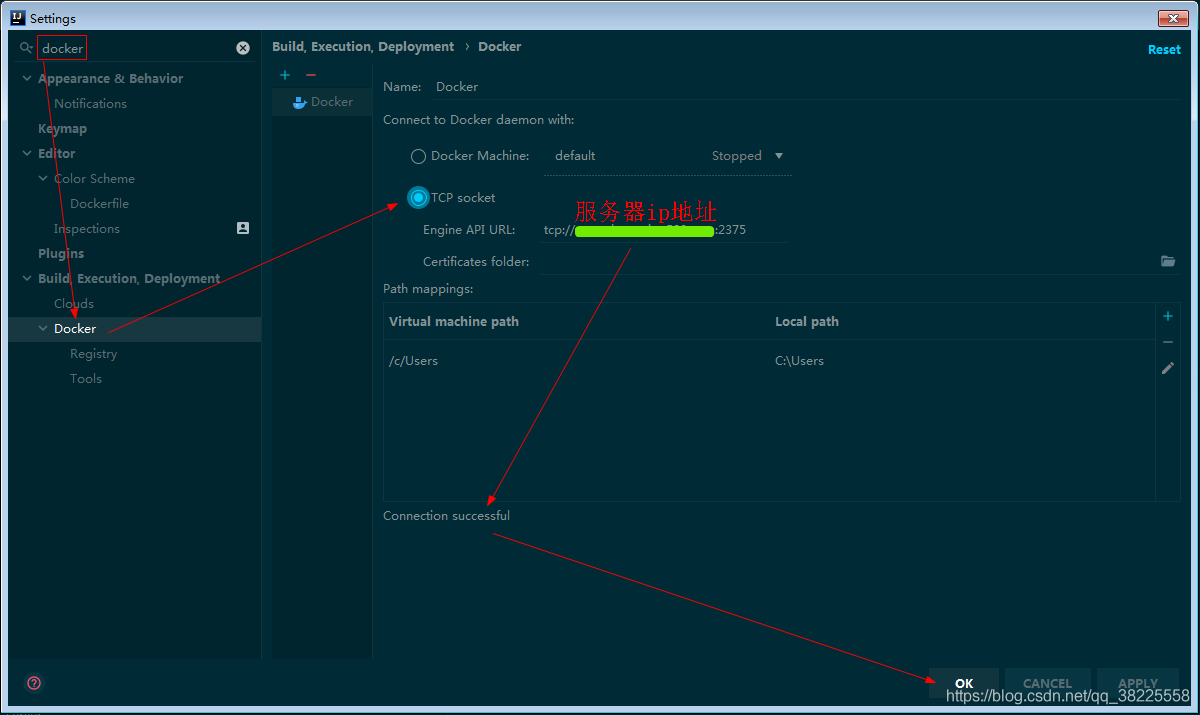 Settings
docker
Appearance & Behavior
Notifications
Keymap
Editor
Color Scheme
Dockerfile
Inspections
Plugins
Build, Execution, Deployment
Clouds
Docker
Registry
Tools
Build, Execution, Deployment › Docker
Reset
Docker
Name: Docker
Connect to Docker daemon with:
Docker Machine: default Stopped
TCP socket
服务器ip地址
Engine API URL: tcp:// :2375
Certificates folder:
Path mappings:
Virtual machine path Local path
/c/Users C:\Users
Connection successful
OK CANCEL APPLY
https://blog.csdn.net/qq_38225558